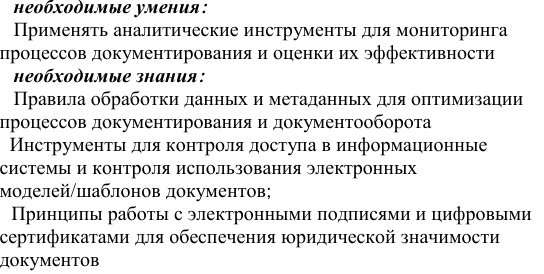 необходимые умения:
Применять аналитические инструменты для мониторинга
процессов документирования и оценки их эффективности
необходимые знания:
Правила обработки данных и метаданных для оптимизации
процессов документирования и документооборота
Инструменты для контроля доступа в информационные
системы и контроля использования электронных
моделей/шаблонов документов;
Принципы работы с электронными подписями и цифровыми
сертификатами для обеспечения юридической значимости
документов